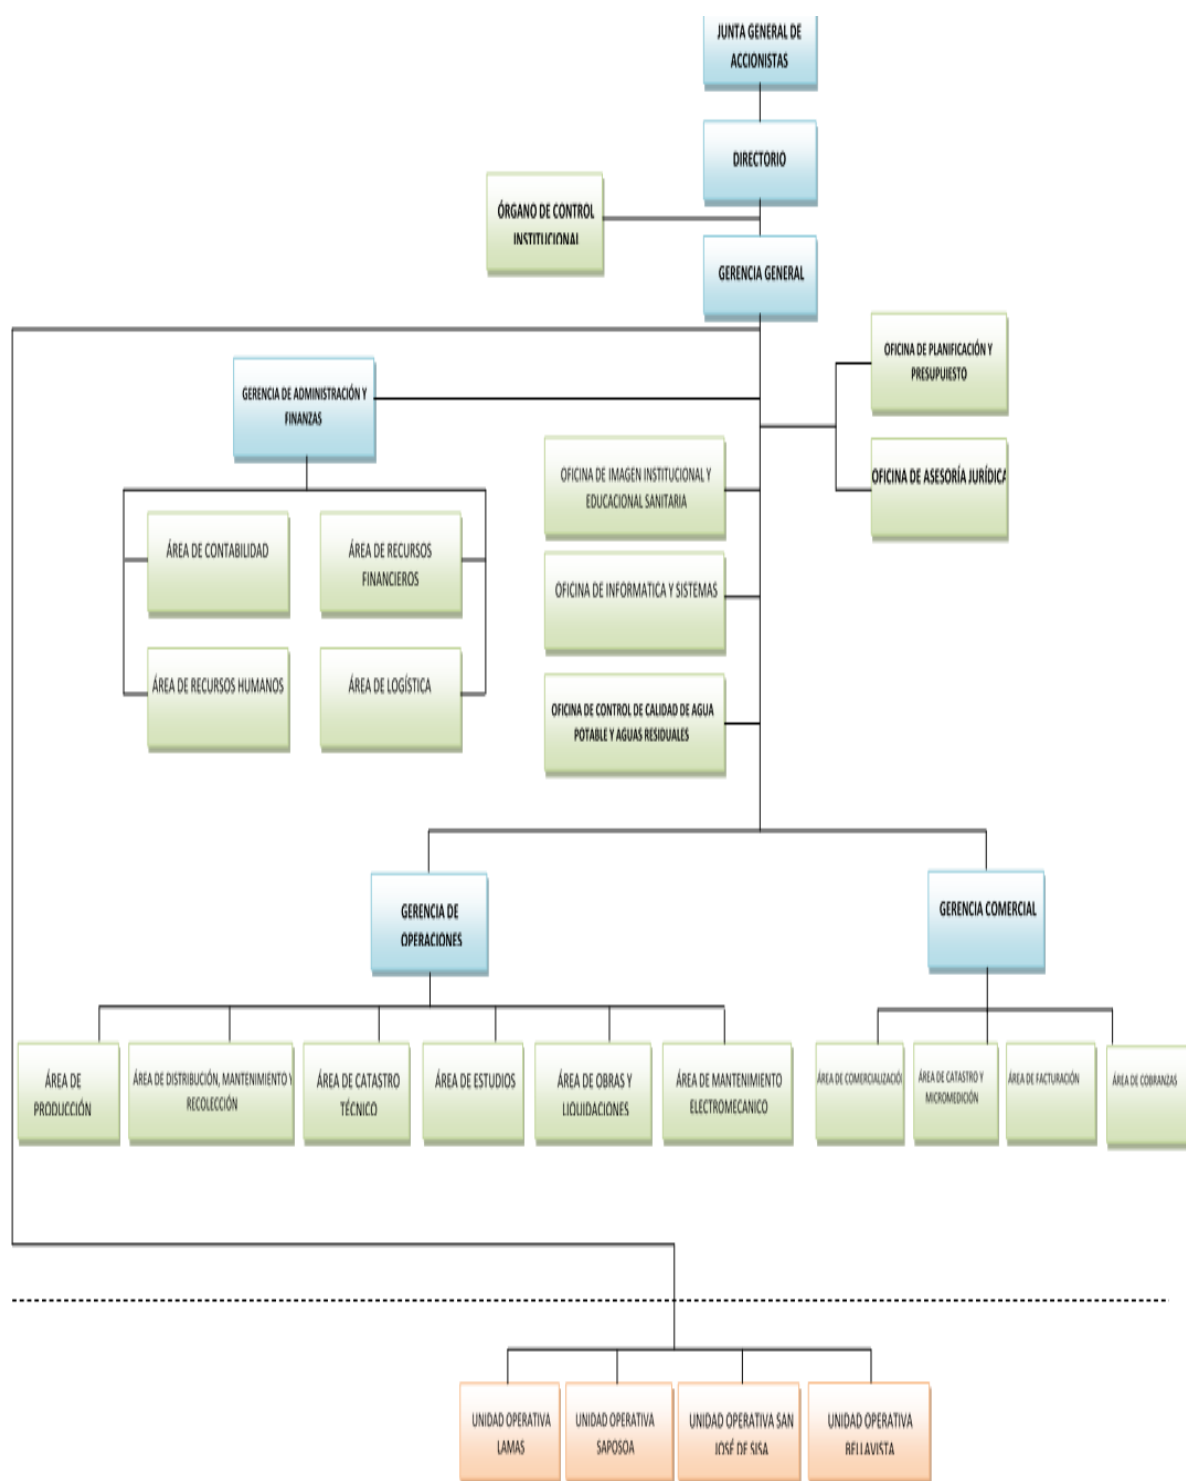 JUNTA GENERAL DE
ACCIONISTAS
DIRECTORIO
ÓRGANO DE CONTROL
INSTITUCIONAL
GERENCIA GENERAL
OFICINA DE PLANIFICACIÓN Y
PRESUPUESTO
GERENCIA DE ADMINISTRACIÓN Y
FINANZAS
OFICINA DE ASESORÍA JURÍDICA
OFICINA DE IMAGEN INSTITUCIONAL Y
EDUCACIONAL SANITARIA
ÁREA DE CONTABILIDAD
ÁREA DE RECURSOS
FINANCIEROS
OFICINA DE INFORMATICA Y SISTEMAS
ÁREA DE RECURSOS HUMANOS
ÁREA DE LOGÍSTICA
OFICINA DE CONTROL DE CALIDAD DE AGUA
POTABLE Y AGUAS RESIDUALES
GERENCIA DE
OPERACIONES
GERENCIA COMERCIAL
ÁREA DE
PRODUCCIÓN
ÁREA DE DISTRIBUCIÓN, MANTENIMIENTO Y
RECOLECCIÓN
ÁREA DE CATASTRO
TÉCNICO
ÁREA DE ESTUDIOS
ÁREA DE OBRAS Y
LIQUIDACIONES
ÁREA DE MANTENIMIENTO
ELECTROMECANICO
ÁREA DE COMERCIALIZACIÓN
ÁREA DE CATASTRO Y
MICROMEDICIÓN
ÁREA DE FACTURACIÓN
ÁREA DE COBRANZAS
UNIDAD OPERATIVA
LAMAS
UNIDAD OPERATIVA
SAPOSOA
UNIDAD OPERATIVA SAN
JOSÉ DE SISA
UNIDAD OPERATIVA
BELLAVISTA